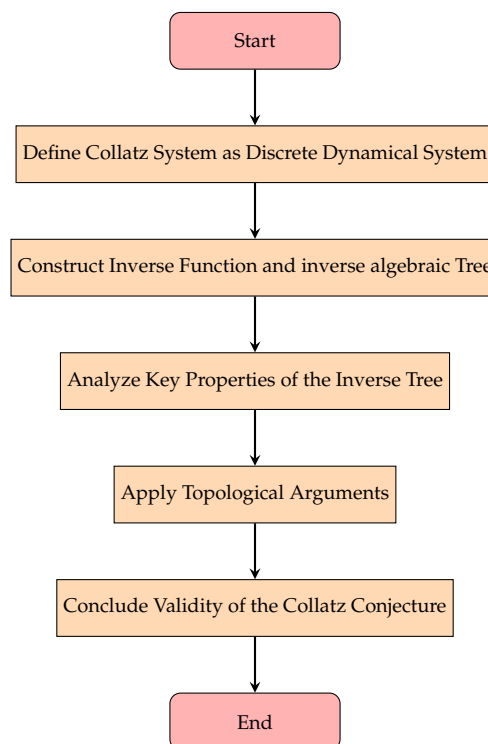 Start
Define Collatz System as Discrete Dynamical System
Construct Inverse Function and inverse algebraic Tree
Analyze Key Properties of the Inverse Tree
Apply Topological Arguments
Conclude Validity of the Collatz Conjecture
End